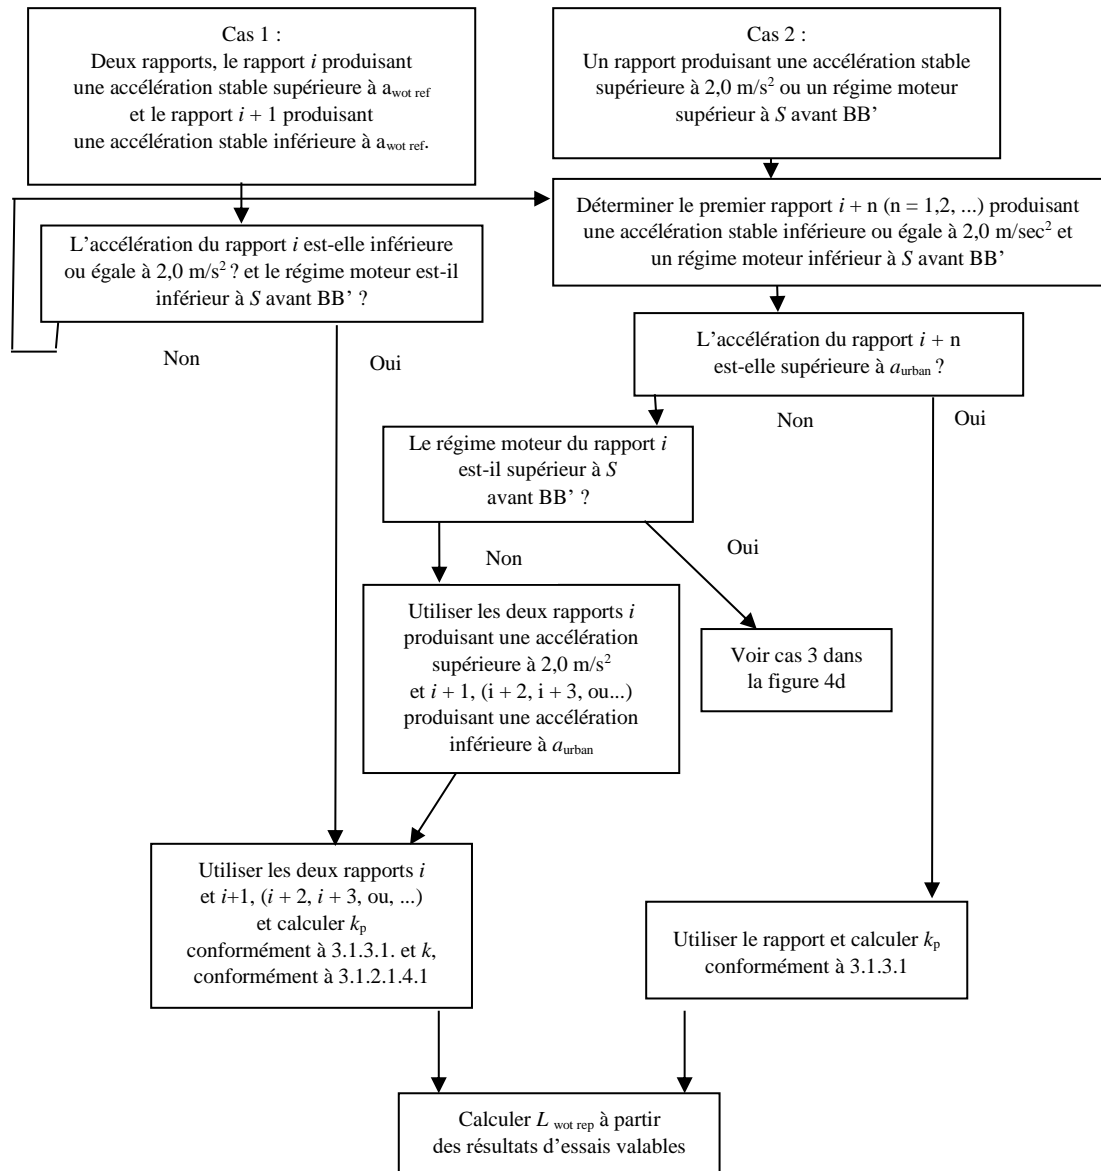 Cas 1 :
Deux rapports, le rapport i produisant
une accélération stable supérieure à a wot ref
et le rapport i + 1 produisant
une accélération stable inférieure à a wot ref.
Cas 2 :
Un rapport produisant une accélération stable
supérieure à 2,0 m/s² ou un régime moteur
supérieur à S avant BB’
L’accélération du rapport i est-elle inférieure
ou égale à 2,0 m/s² ? et le régime moteur est-il
inférieur à S avant BB’ ?
Déterminer le premier rapport i + n (n = 1,2, ...) produisant
une accélération stable inférieure ou égale à 2,0 m/sec² et
un régime moteur inférieur à S avant BB’
Non
Oui
L’accélération du rapport i + n
est-elle supérieure à a urban ?
Non
Oui
Le régime moteur du rapport i
est-il supérieur à S
avant BB’ ?
Non
Oui
Utiliser les deux rapports i
produisant une accélération
supérieure à 2,0 m/s²
et i + 1, (i + 2, i + 3, ou...)
produisant une accélération
inférieure à a urban
Voir cas 3 dans
la figure 4d
Utiliser les deux rapports i
et i+1, (i + 2, i + 3, ou, ...)
et calculer kp
conformément à 3.1.3.1. et k,
conformément à 3.1.2.1.4.1
Utiliser le rapport et calculer kp
conformément à 3.1.3.1
Calculer L wot rep à partir
des résultats d’essais valables